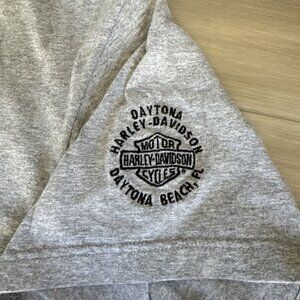 DAYTONA
HARLEY-DAVIDSON
MOTOR
HARLEY-DAVIDSON
CYCLES
DAYTONA BEACH, FL